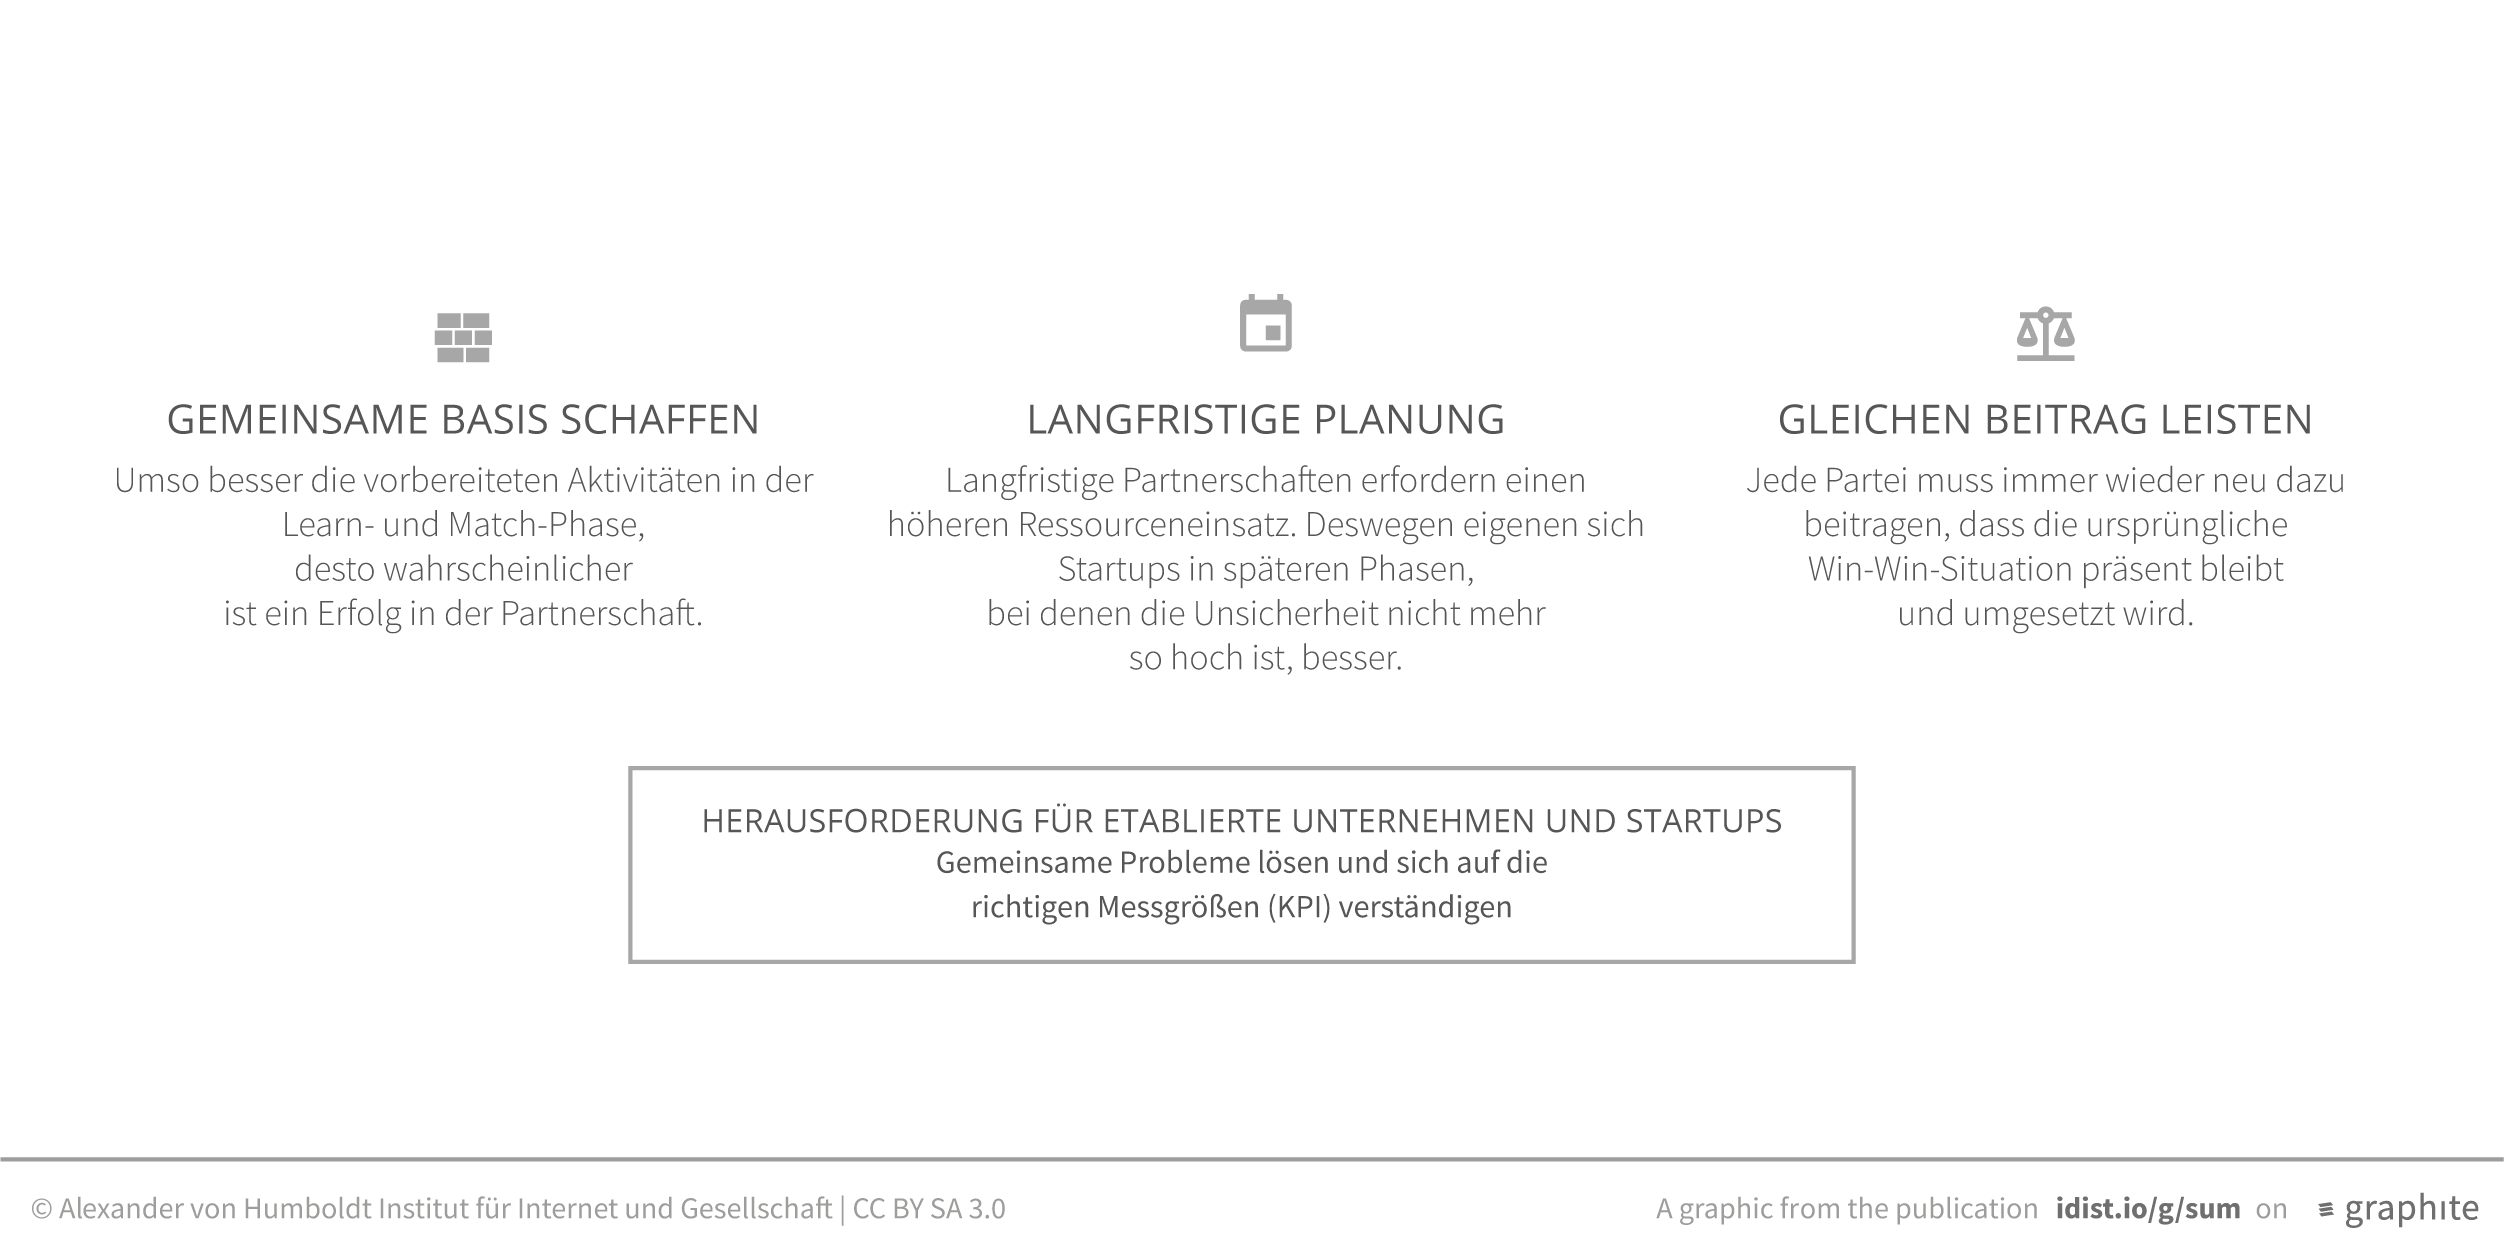 GEMEINSAME BASIS SCHAFFEN
Umso besser die vorbereiteten Aktivitäten in der
Learn- und Match-Phase,
desto wahrscheinlicher
ist ein Erfolg in der Partnerschaft.
LANGFRISTIGE PLANUNG
Langfristige Partnerschaften erfordern einen
höheren Ressourceneinsatz. Deswegen eigenen sich
Startups in späteren Phasen,
bei denen die Unsicherheit nicht mehr
so hoch ist, besser.
GLEICHEN BEITRAG LEISTEN
Jede Partei muss immer wieder neu dazu
beitragen, dass die ursprüngliche
Win-Win-Situation präsent bleibt
und umgesetzt wird.
HERAUSFORDERUNG FÜR ETABLIERTE UNTERNEHMEN UND STARTUPS
Gemeinsame Probleme lösen und sich auf die
richtigen Messgrößen (KPI) verständigen
© Alexander von Humboldt Institut für Internet und Gesellschaft | CC BY SA 3.0
A graphic from the publication idist.io/g/sum on graphite